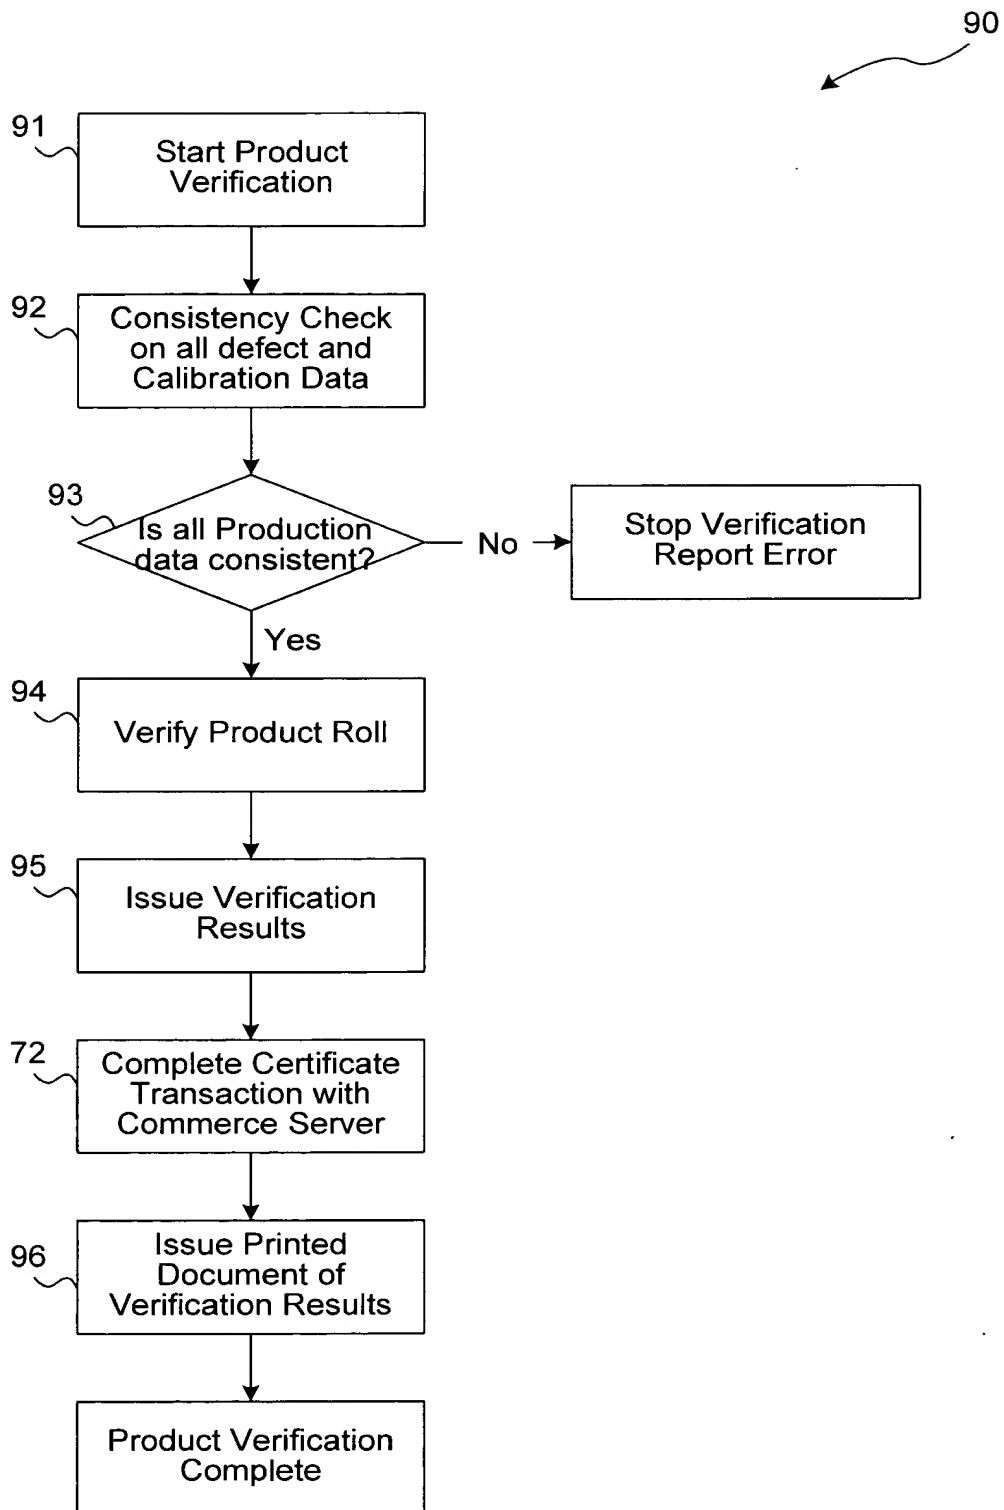 90
91
Start Product
Verification
92
Consistency Check
on all defect and
Calibration Data
93
Is all Production
data consistent?
No
Stop Verification
Report Error
Yes
94
Verify Product Roll
95
Issue Verification
Results
72
Complete Certificate
Transaction with
Commerce Server
96
Issue Printed
Document of
Verification Results
Product Verification
Complete